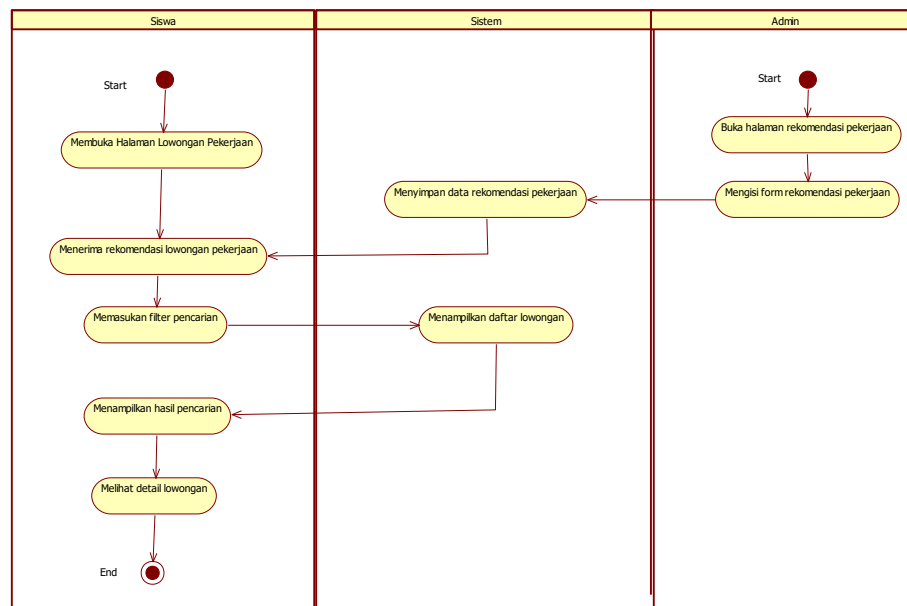 Siswa
Sistem
Admin
Start
Start
Membuka Halaman Lowongan Pekerjaan
Buka halaman rekomendasi pekerjaan
Menyimpan data rekomendasi pekerjaan
Mengisi form rekomendasi pekerjaan
Menerima rekomendasi lowongan pekerjaan
Memasukan filter pencarian
Menampilkan daftar lowongan
Menampilkan hasil pencarian
Melihat detail lowongan
End